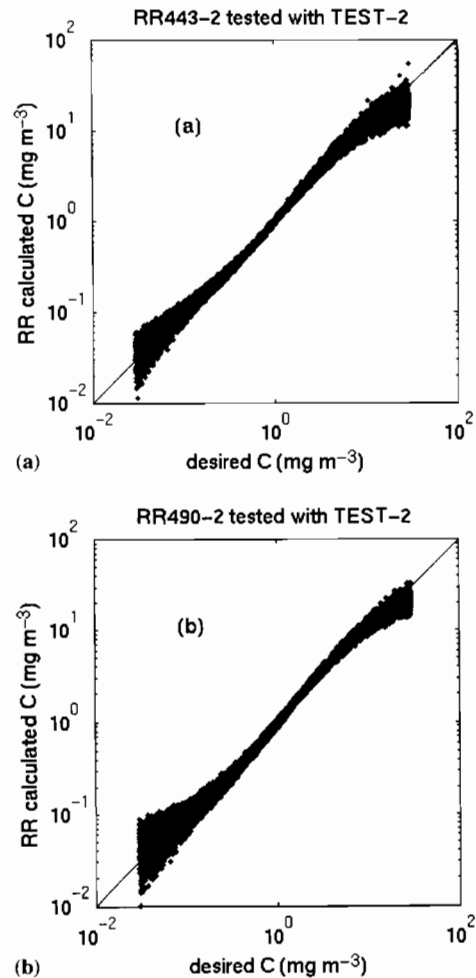 RR443-2 tested with TEST-2
10²
10¹
10⁰
10⁻¹
10⁻²
RR calculated C (mg m⁻³)
(a)
10⁻² 10⁰ 10²
(a) desired C (mg m⁻³)
RR490-2 tested with TEST-2
10²
10¹
10⁰
10⁻¹
10⁻²
RR calculated C (mg m⁻³)
(b)
10⁻² 10⁰ 10²
(b) desired C (mg m⁻³)